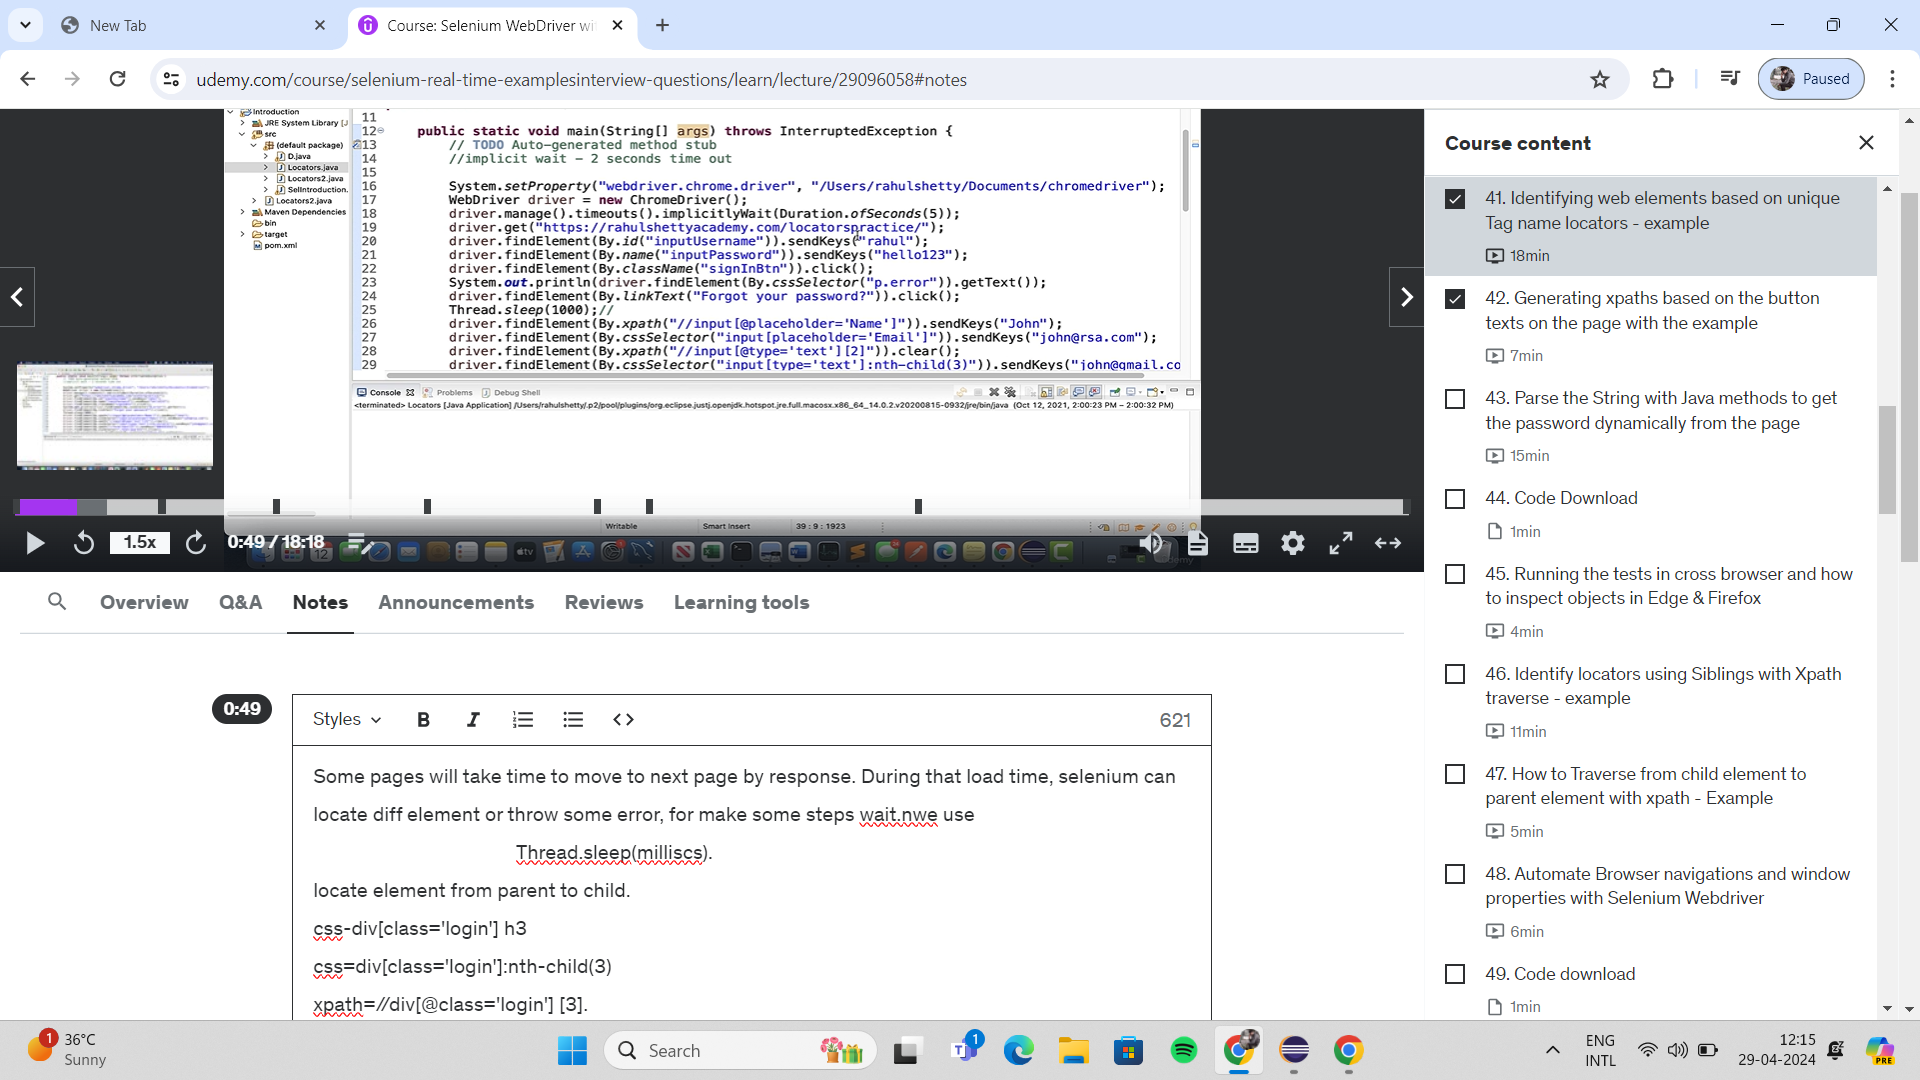 New Tab
Course: Selenium WebDriver wi
udemy.com/course/selenium-real-time-examplesinterview-questions/learn/lecture/29096058#notes
Paused
Introduction
JRE System Library [J
src
(default package)
D.java
Locators.java
Locators2.java
SelIntroduction.
Locators2.java
Maven Dependencies
bin
target
pom.xml
11
12 public static void main(String[] args) throws InterruptedException {
13 // TODO Auto-generated method stub
14 //implicit wait - 2 seconds time out
15
16 System.setProperty("webdriver.chrome.driver", "/Users/rahulshetty/Documents/chromedriver");
17 WebDriver driver = new ChromeDriver();
18 driver.manage().timeouts().implicitlyWait(Duration.ofSeconds(5));
19 driver.get("https://rahulshettyacademy.com/locatorspractice/");
20 driver.findElement(By.id("inputUsername")).sendKeys("rahul");
21 driver.findElement(By.name("inputPassword")).sendKeys("hello123");
22 driver.findElement(By.className("signInBtn")).click();
23 System.out.println(driver.findElement(By.cssSelector("p.error")).getText());
24 driver.findElement(By.linkText("Forgot your password?")).click();
25 Thread.sleep(1000);//
26 driver.findElement(By.xpath("//input[@placeholder='Name']")).sendKeys("John");
27 driver.findElement(By.cssSelector("input[placeholder='Email']")).sendKeys("john@rsa.com");
28 driver.findElement(By.xpath("//input[@type='text'][2]")).clear();
29 driver.findElement(By.cssSelector("input[type='text']:nth-child(3)")).sendKeys("john@gmail.co
Console Problems Debug Shell
<terminated> Locators [Java Application] /Users/rahulshetty/.p2/pool/plugins/org.eclipse.justj.openjdk.hotspot.jre.full.macosx.x86_64_14.0.2.v20200815-0932/jre/bin/java (Oct 12, 2021, 2:00:23 PM – 2:00:32 PM)
Writable Smart Insert 39 : 9 : 1923
1.5x 0:49 / 18:18
Overview Q&A Notes Announcements Reviews Learning tools
0:49
Styles B I <> 621
Some pages will take time to move to next page by response. During that load time, selenium can
locate diff element or throw some error, for make some steps wait.nwe use
Thread.sleep(milliscs).
locate element from parent to child.
css-div[class='login'] h3
css=div[class='login']:nth-child(3)
xpath=//div[@class='login'] [3].
Course content
41. Identifying web elements based on unique
Tag name locators - example
18min
42. Generating xpaths based on the button
texts on the page with the example
7min
43. Parse the String with Java methods to get
the password dynamically from the page
15min
44. Code Download
1min
45. Running the tests in cross browser and how
to inspect objects in Edge & Firefox
4min
46. Identify locators using Siblings with Xpath
traverse - example
11min
47. How to Traverse from child element to
parent element with xpath - Example
5min
48. Automate Browser navigations and window
properties with Selenium Webdriver
6min
49. Code download
1min
1
36°C
Sunny
Search
1
ENG
INTL
12:15
29-04-2024
PRE